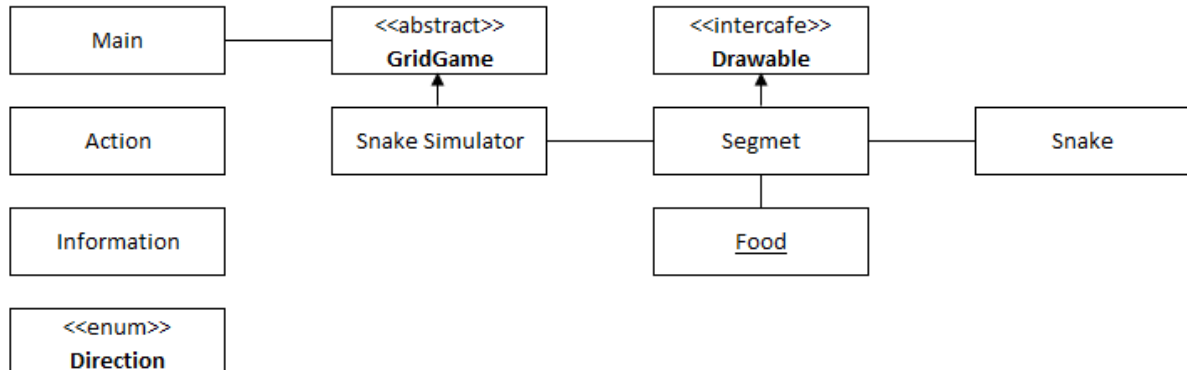 Main
<<abstract>>
GridGame
<<intercafe>>
Drawable
Action
Snake Simulator
Segmet
Snake
Information
Food
<<enum>>
Direction